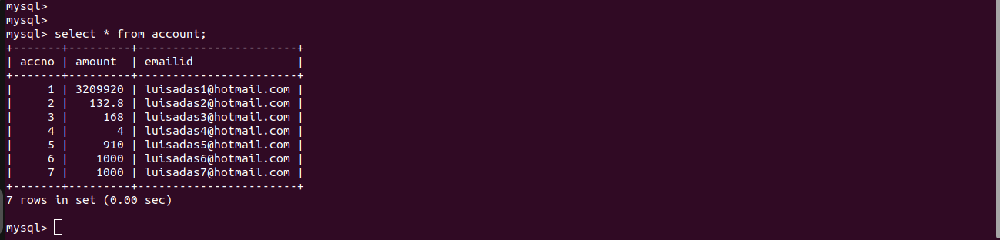 mysql>
mysql>
mysql> select * from account;
+-------+---------+-----------------------+
| accno | amount  | emailid               |
+-------+---------+-----------------------+
|     1 | 3209920 | luisadas1@hotmail.com |
|     2 |   132.8 | luisadas2@hotmail.com |
|     3 |     168 | luisadas3@hotmail.com |
|     4 |       4 | luisadas4@hotmail.com |
|     5 |     910 | luisadas5@hotmail.com |
|     6 |    1000 | luisadas6@hotmail.com |
|     7 |    1000 | luisadas7@hotmail.com |
+-------+---------+-----------------------+
7 rows in set (0.00 sec)
mysql>